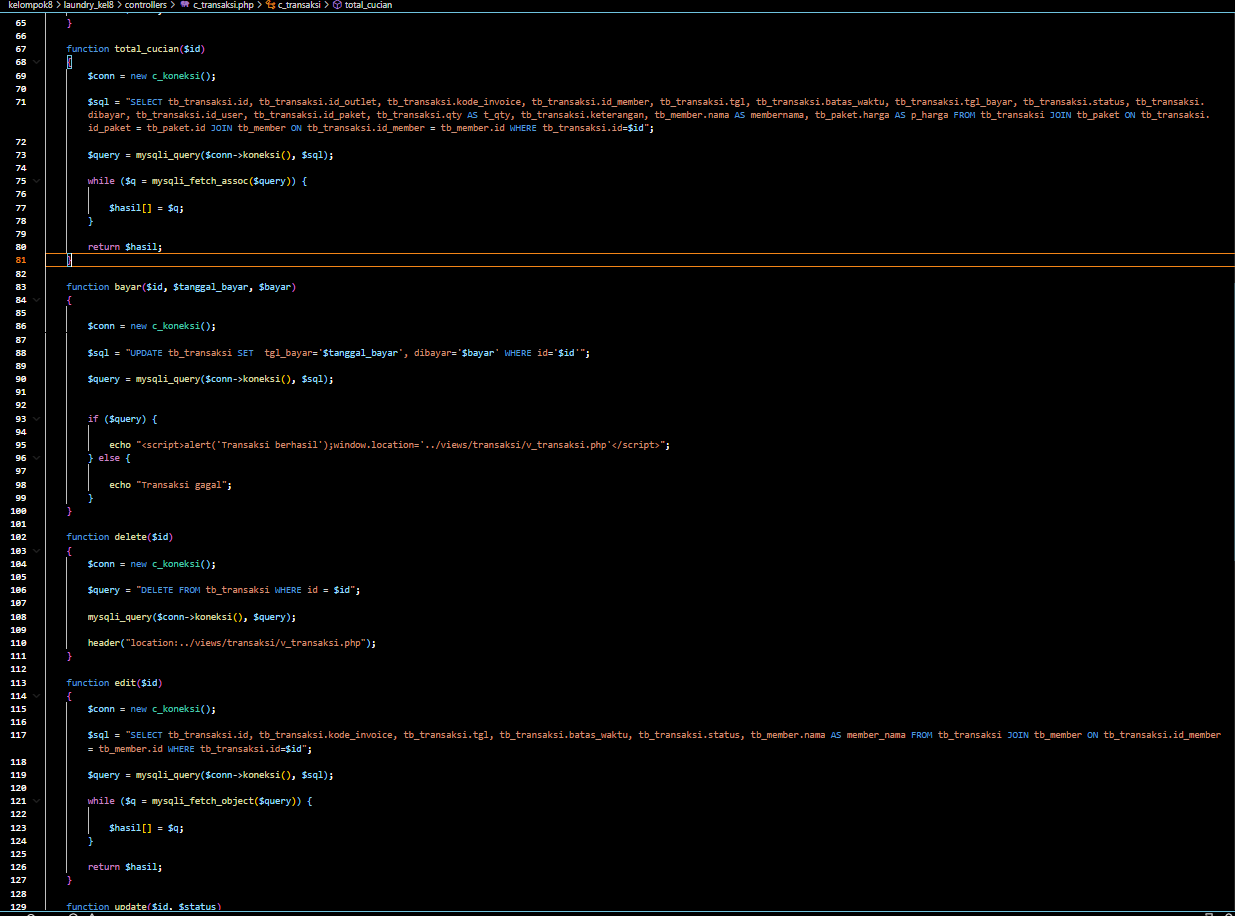 kelompok8 > laundry_kel8 > controllers > c_transaksi.php > c_transaksi > total_cucian
65 }
66
67 function total_cucian($id)
68 {
69 $conn = new c_koneksi();
70
71 $sql = "SELECT tb_transaksi.id, tb_transaksi.id_outlet, tb_transaksi.kode_invoice, tb_transaksi.id_member, tb_transaksi.tgl, tb_transaksi.batas_waktu, tb_transaksi.tgl_bayar, tb_transaksi.status, tb_transaksi.
dibayar, tb_transaksi.id_user, tb_transaksi.id_paket, tb_transaksi.qty AS t_qty, tb_transaksi.keterangan, tb_member.nama AS membernama, tb_paket.harga AS p_harga FROM tb_transaksi JOIN tb_paket ON tb_transaksi.
id_paket = tb_paket.id JOIN tb_member ON tb_transaksi.id_member = tb_member.id WHERE tb_transaksi.id=$id";
72
73 $query = mysqli_query($conn->koneksi(), $sql);
74
75 while ($q = mysqli_fetch_assoc($query)) {
76
77 $hasil[] = $q;
78 }
79
80 return $hasil;
81 }
82
83 function bayar($id, $tanggal_bayar, $bayar)
84 {
85
86 $conn = new c_koneksi();
87
88 $sql = "UPDATE tb_transaksi SET  tgl_bayar='$tanggal_bayar', dibayar='$bayar' WHERE id='$id'";
89
90 $query = mysqli_query($conn->koneksi(), $sql);
91
92
93 if ($query) {
94
95 echo "<script>alert('Transaksi berhasil');window.location='../views/transaksi/v_transaksi.php'</script>";
96 } else {
97
98 echo "Transaksi gagal";
99 }
100 }
101
102 function delete($id)
103 {
104 $conn = new c_koneksi();
105
106 $query = "DELETE FROM tb_transaksi WHERE id = $id";
107
108 mysqli_query($conn->koneksi(), $query);
109
110 header("location:../views/transaksi/v_transaksi.php");
111 }
112
113 function edit($id)
114 {
115 $conn = new c_koneksi();
116
117 $sql = "SELECT tb_transaksi.id, tb_transaksi.kode_invoice, tb_transaksi.tgl, tb_transaksi.batas_waktu, tb_transaksi.status, tb_member.nama AS member_nama FROM tb_transaksi JOIN tb_member ON tb_transaksi.id_member
= tb_member.id WHERE tb_transaksi.id=$id";
118
119 $query = mysqli_query($conn->koneksi(), $sql);
120
121 while ($q = mysqli_fetch_object($query)) {
122
123 $hasil[] = $q;
124 }
125
126 return $hasil;
127 }
128
129 function update($id, $status)